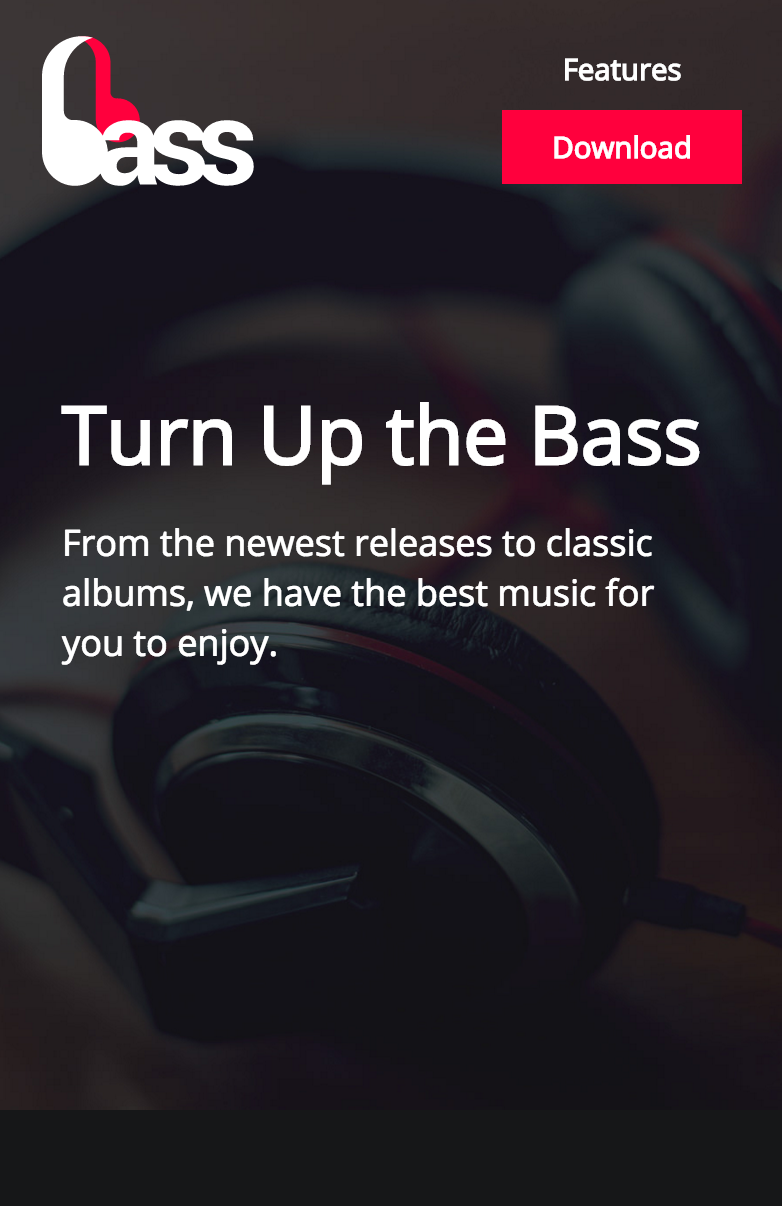 bass
Features
Download
Turn Up the Bass
From the newest releases to classic
albums, we have the best music for
you to enjoy.